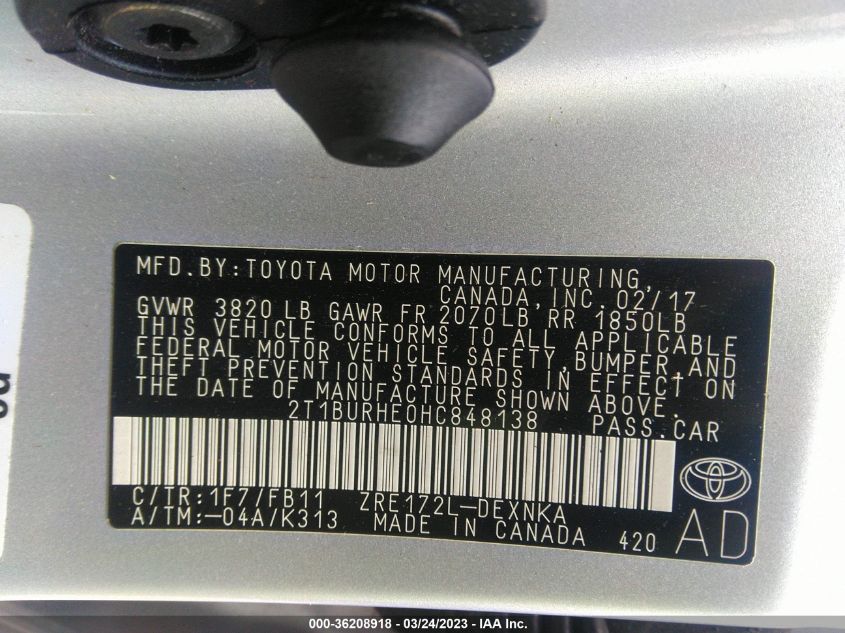 MFD.BY:TOYOTA MOTOR MANUFACTURING,
CANADA,INC. 02/17
GVWR 3820 LB GAWR FR 2070LB RR 1850LB
THIS VEHICLE CONFORMS TO ALL APPLICABLE
FEDERAL MOTOR VEHICLE SAFETY,BUMPER,AND
THEFT PREVENTION STANDARDS IN EFFECT ON
THE DATE OF MANUFACTURE SHOWN ABOVE.
2T1BURHE0HC848138 PASS.CAR
C/TR:1F7/FB11 ZRE172L-DEXNKA
A/TM:-04A/K313 MADE IN CANADA 420 AD
000-36208918 - 03/24/2023 - IAA Inc.